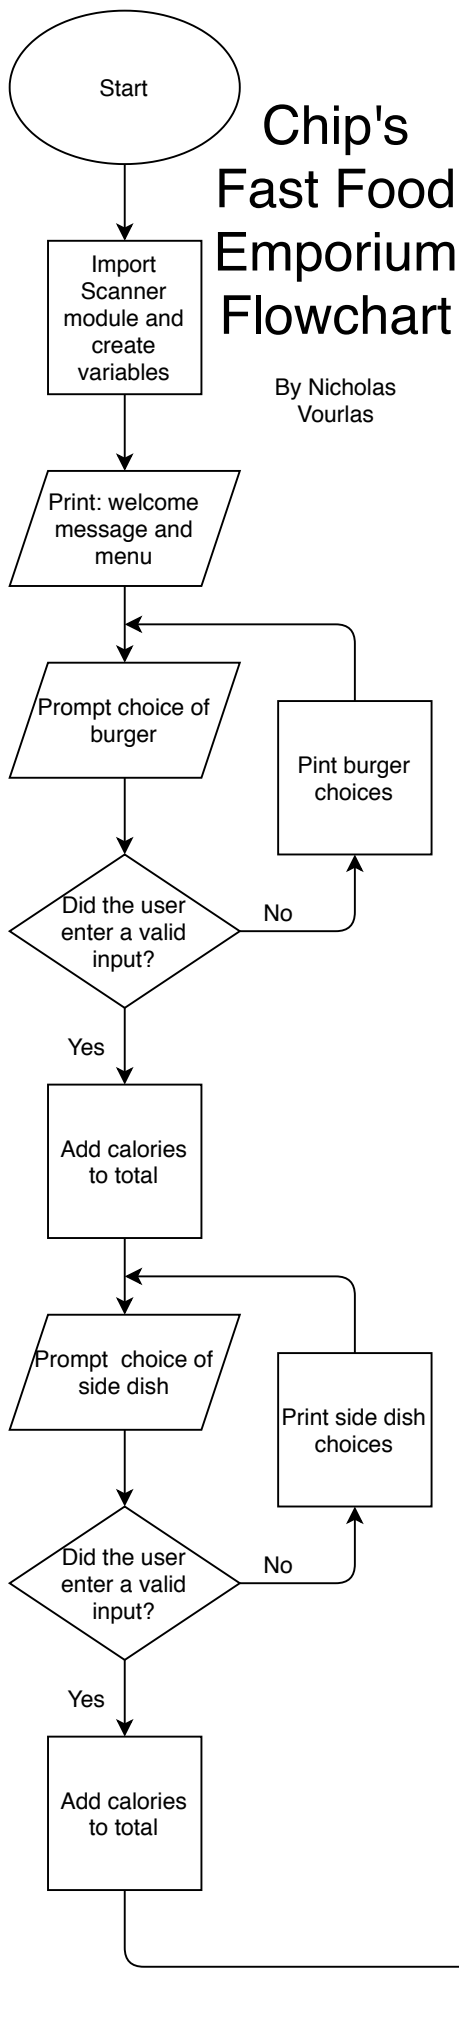 Start
Chip's
Fast Food
Emporium
Flowchart
By Nicholas
Vourlas
Import
Scanner
module and
create
variables
Print: welcome
message and
menu
Prompt choice of
burger
Pint burger
choices
Did the user
enter a valid
input?
No
Yes
Add calories
to total
Prompt  choice of
side dish
Print side dish
choices
Did the user
enter a valid
input?
No
Yes
Add calories
to total